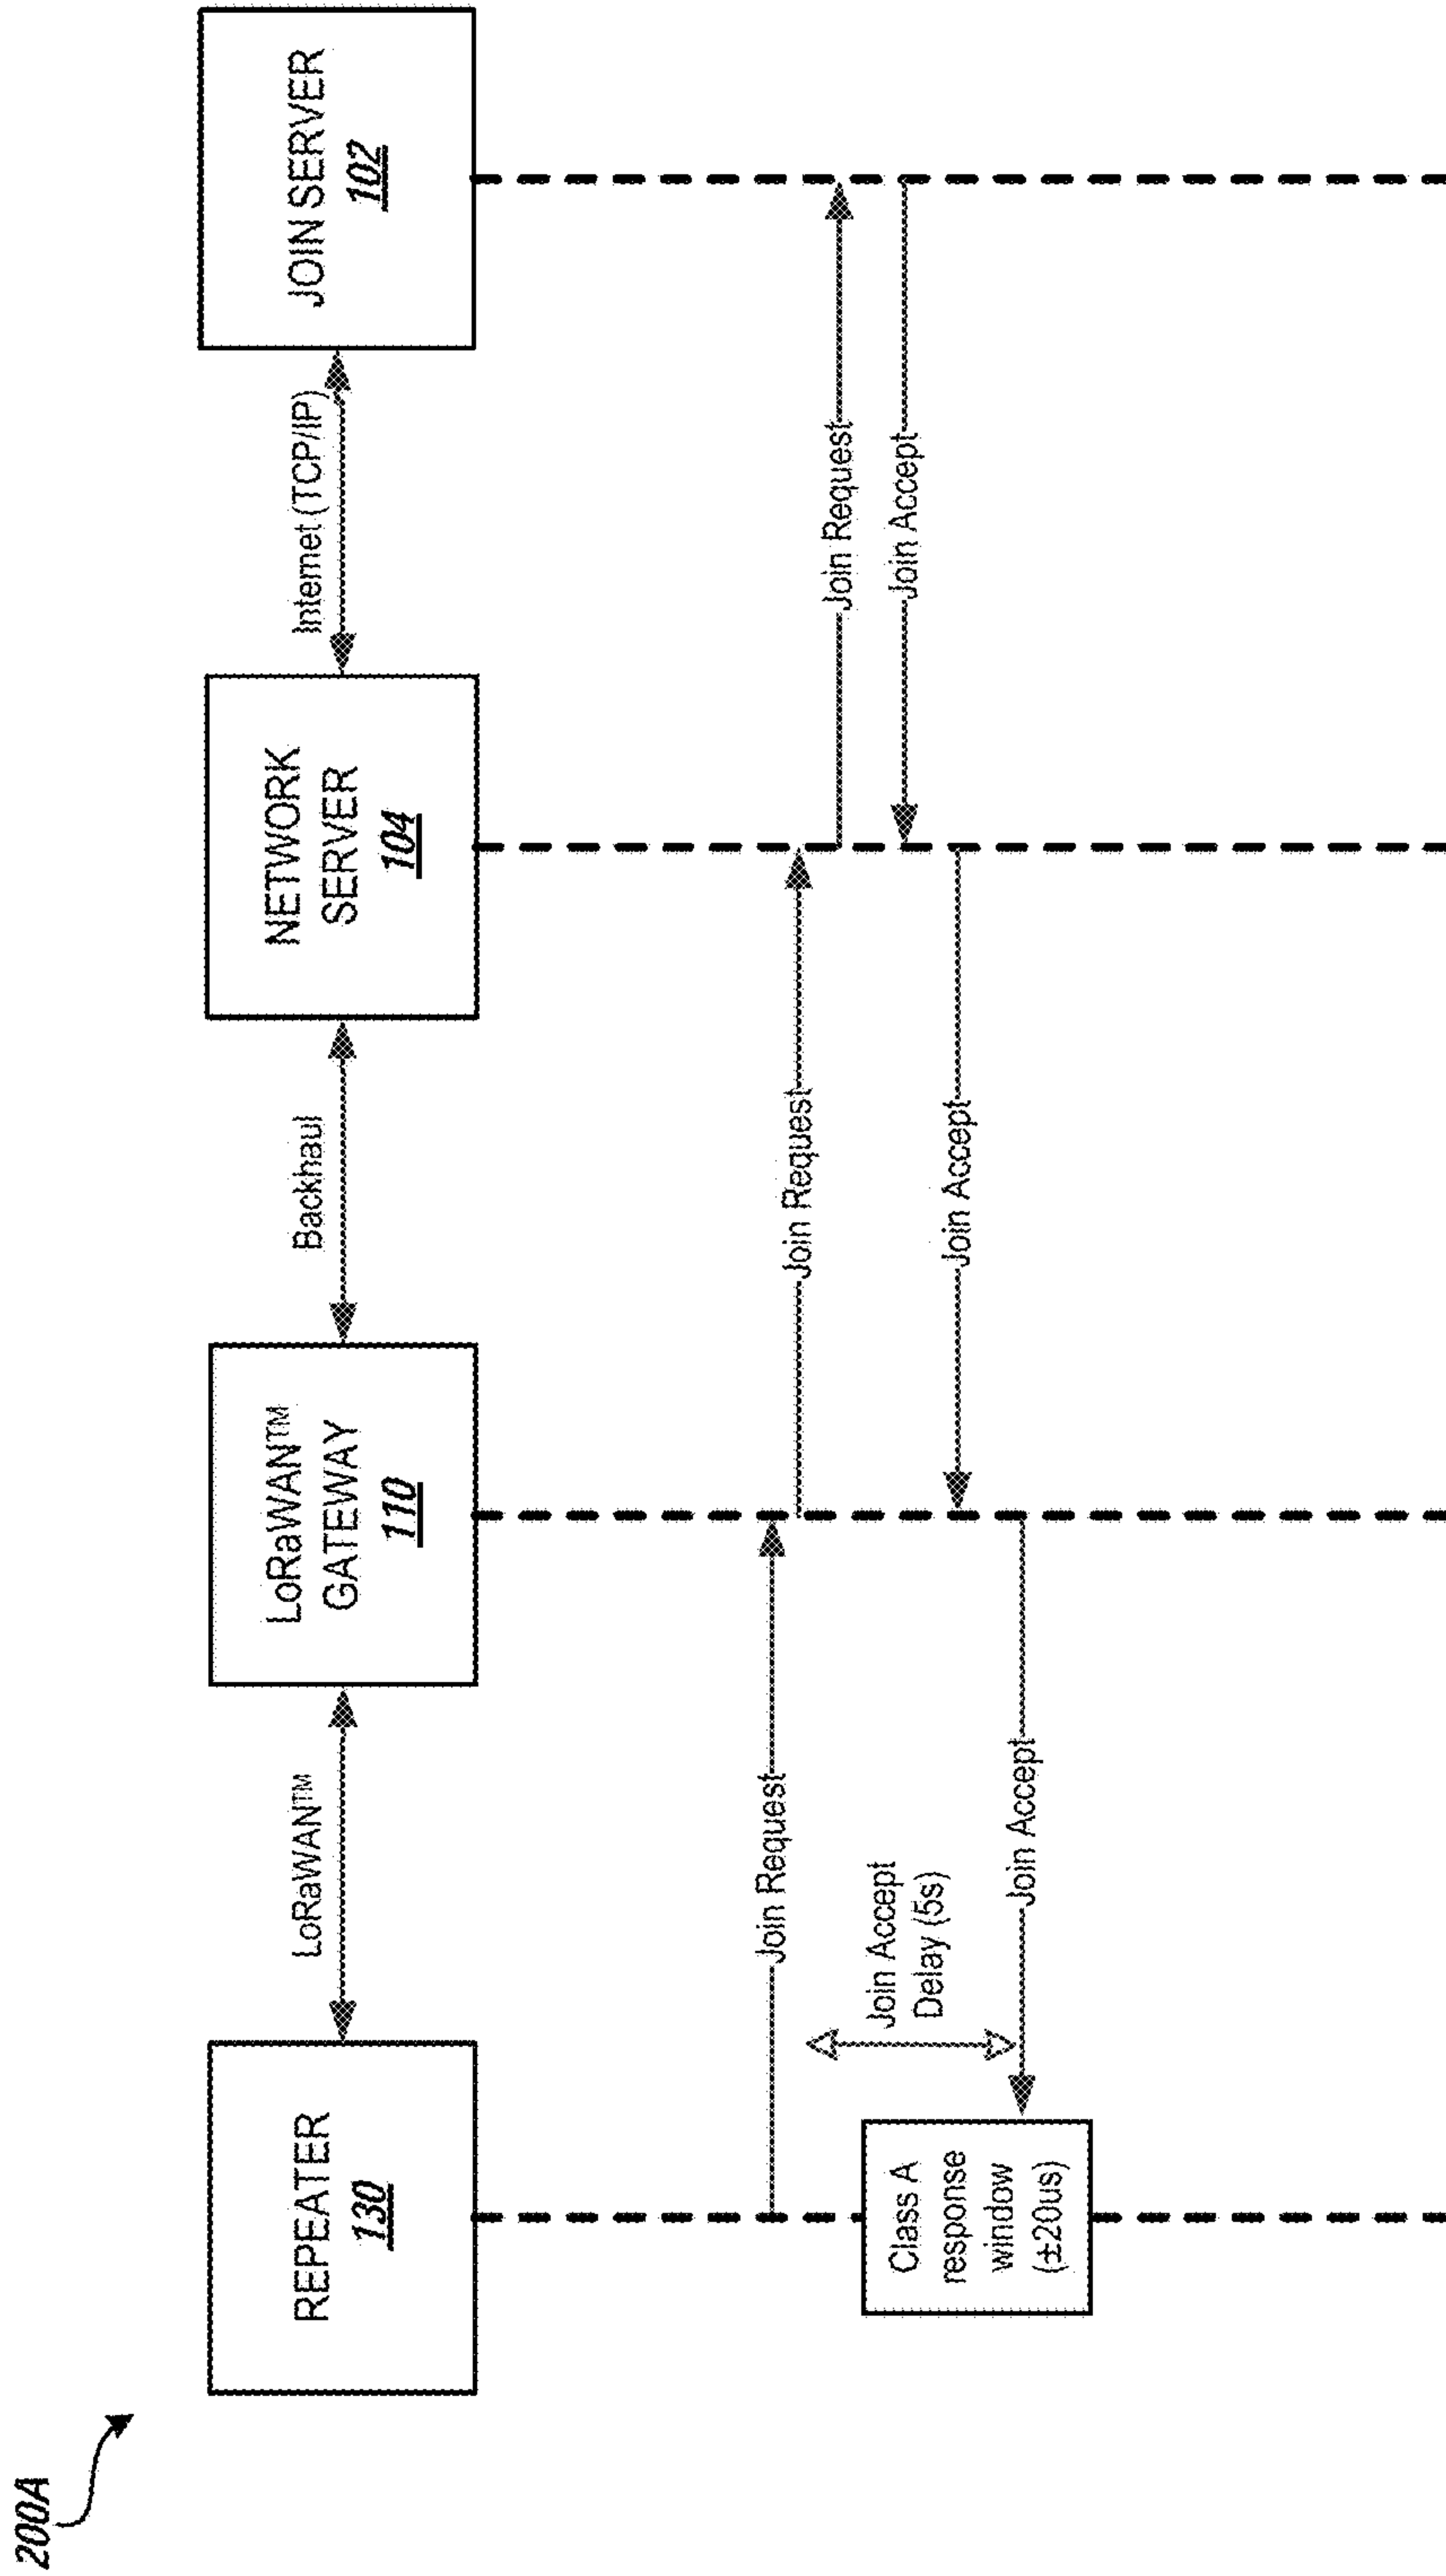 200A
REPEATER
130
LoRaWAN™
LoRaWAN™
GATEWAY
110
Backhaul
NETWORK
SERVER
104
Internet (TCP/IP)
JOIN SERVER
102
Join Request
Join Request
Join Request
Join Accept
Join Accept
Join Accept
Delay (5s)
Join Accept
Class A
response
window
(±20us)